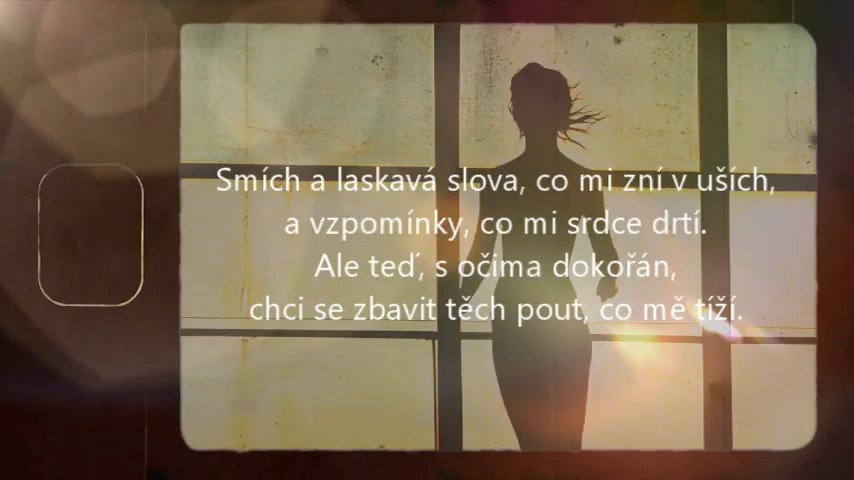 Smích a laskavá slova, co mi zní v uších,
a vzpomínky, co mi srdce drtí.
Ale teď, s očima dokořán,
chci se zbavit těch pout, co mě tíží.